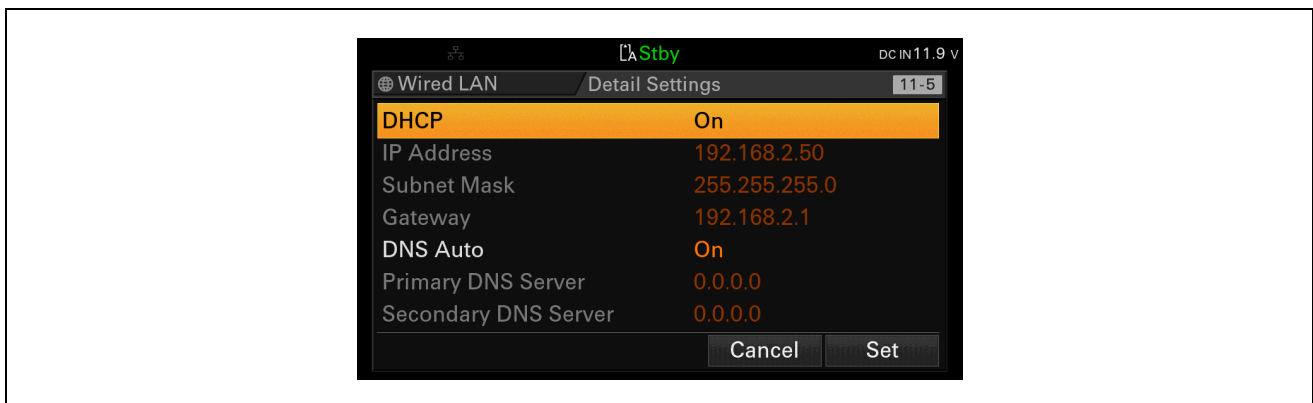 [*]A Stby DC IN 11.9 V
Wired LAN Detail Settings 11-5
DHCP On
IP Address 192.168.2.50
Subnet Mask 255.255.255.0
Gateway 192.168.2.1
DNS Auto On
Primary DNS Server 0.0.0.0
Secondary DNS Server 0.0.0.0
Cancel Set